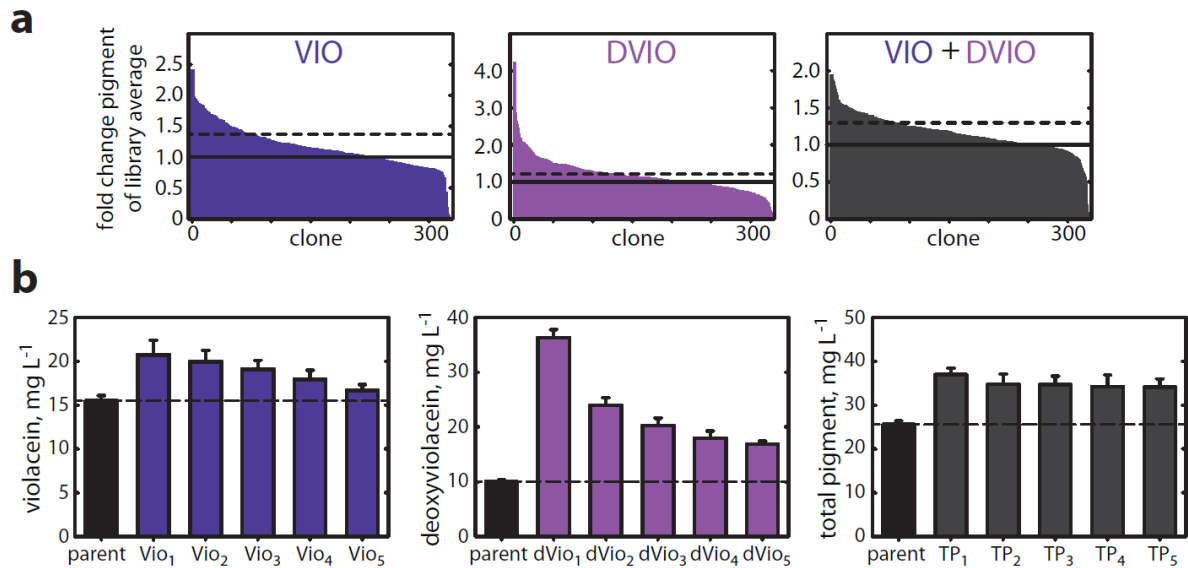 a
VIO
DVIO
VIO + DVIO
fold change pigment
of library average
2.5
2.0
1.5
1.0
0.5
0
0
clone
300
4.0
3.0
2.0
1.0
0
0
clone
300
2.0
1.5
1.0
0.5
0
0
clone
300
b
violacein, mg L-1
25
20
15
10
5
0
parent Vio1 Vio2 Vio3 Vio4 Vio5
deoxyviolacein, mg L-1
40
30
20
10
0
parent dVio1 dVio2 dVio3 dVio4 dVio5
total pigment, mg L-1
50
40
30
20
30
0
parent TP1 TP2 TP3 TP4 TP5